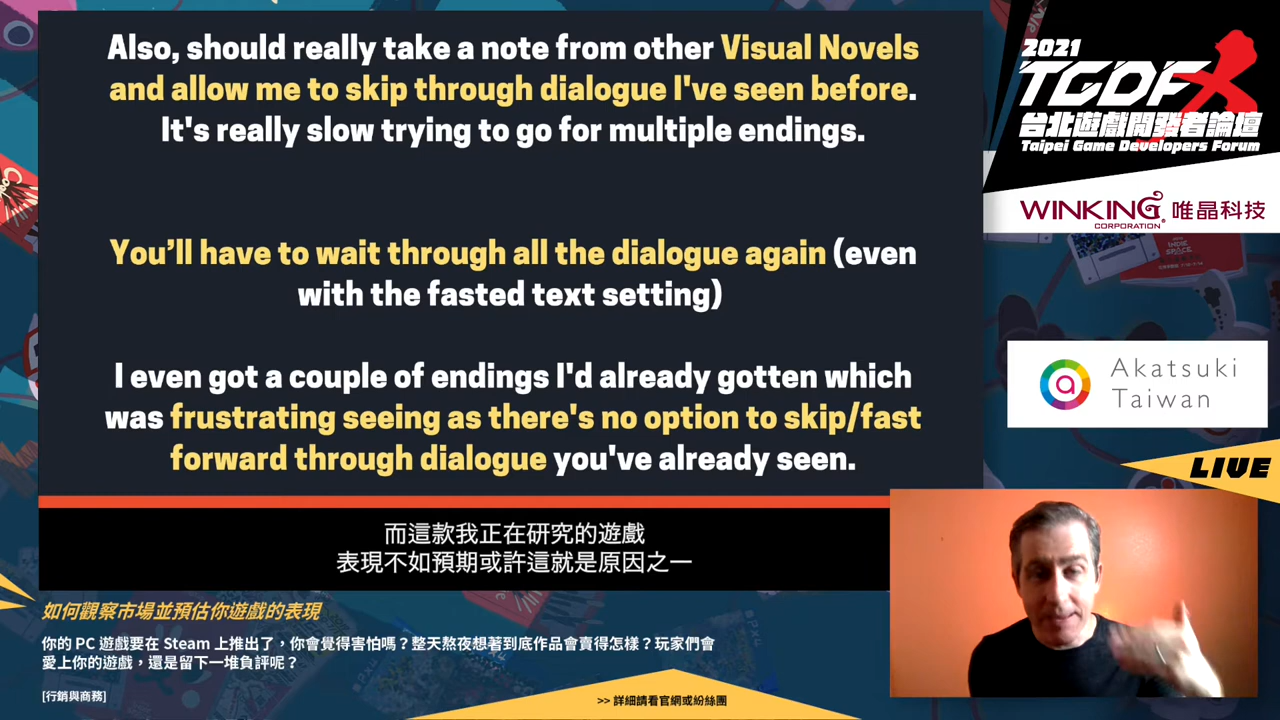 Also, should really take a note from other Visual Novels
and allow me to skip through dialogue I've seen before.
It's really slow trying to go for multiple endings.
You’ll have to wait through all the dialogue again (even
with the fasted text setting)
I even got a couple of endings I'd already gotten which
was frustrating seeing as there's no option to skip/fast
forward through dialogue you've already seen.
而這款我正在研究的遊戲
表現不如預期或許這就是原因之一
如何觀察市場並預估你遊戲的表現
你的 PC 遊戲要在 Steam 上推出了，你會覺得害怕嗎？整天熬夜想著到底作品會賣得怎樣？玩家們會
愛上你的遊戲，還是留下一堆負評呢？
[行銷與商務]
>> 詳細請看官網或紛絲團
2021
TGDF
台北遊戲開發者論壇
Taipei Game Developers Forum
WINKING 唯晶科技
CORPORATION
Akatsuki
Taiwan
LIVE